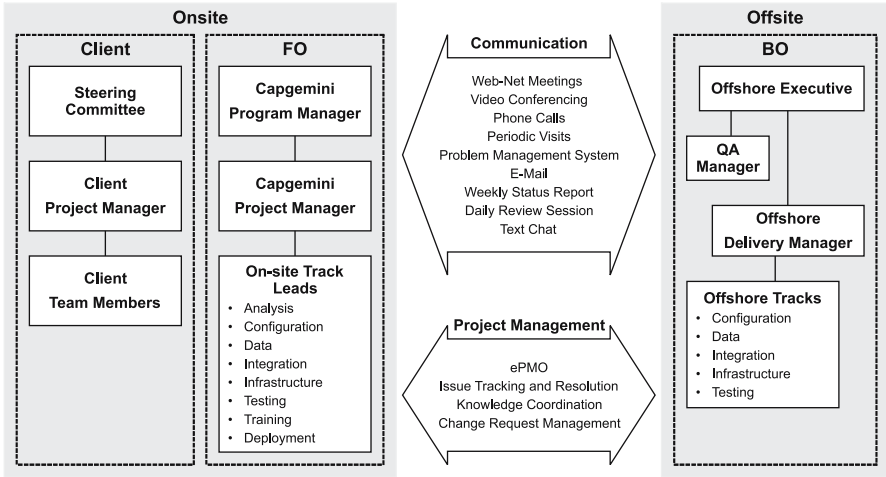 Onsite
Client
Steering
Committee
Client
Project Manager
Client
Team Members
FO
Capgemini
Program Manager
Capgemini
Project Manager
On-site Track
Leads
• Analysis
• Configuration
• Data
• Integration
• Infrastructure
• Testing
• Training
• Deployment
Communication
Web-Net Meetings
Video Conferencing
Phone Calls
Periodic Visits
Problem Management System
E-Mail
Weekly Status Report
Daily Review Session
Text Chat
Project Management
ePMO
Issue Tracking and Resolution
Knowledge Coordination
Change Request Management
Offsite
BO
Offshore Executive
QA
Manager
Offshore
Delivery Manager
Offshore Tracks
• Configuration
• Data
• Integration
• Infrastructure
• Testing